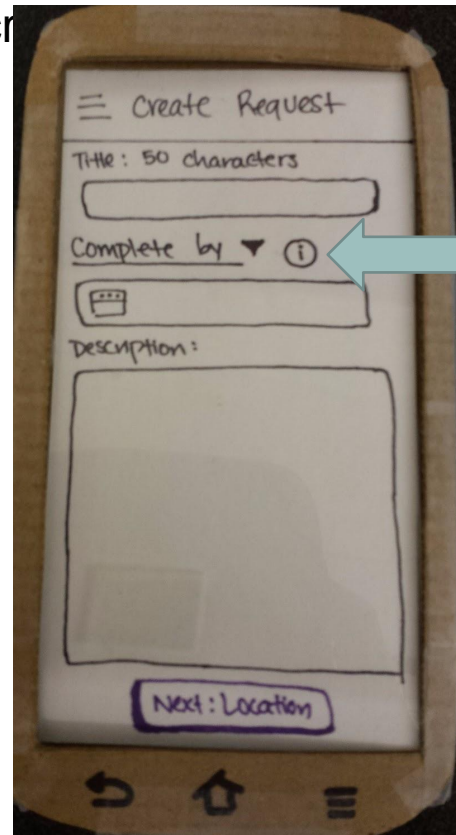 Create Request
Title: 50 characters
Complete by
i
Description:
Next: Location